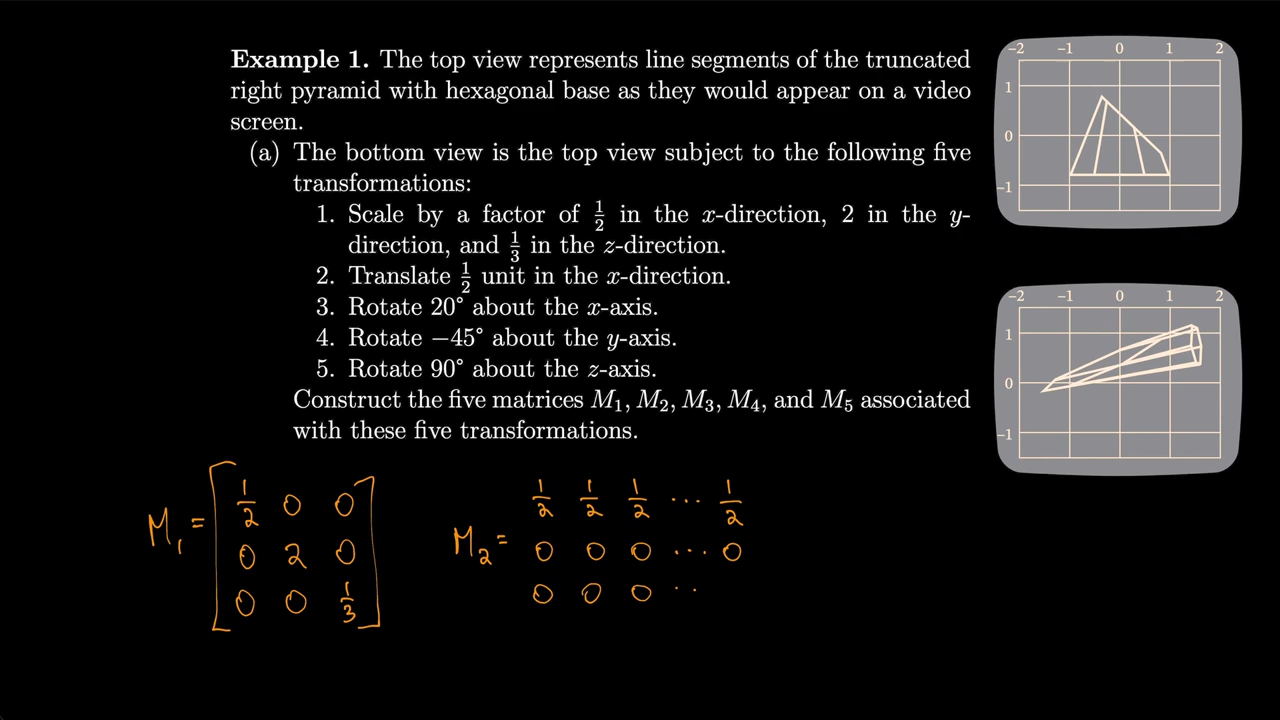 Example 1. The top view represents line segments of the truncated
right pyramid with hexagonal base as they would appear on a video
screen.
(a) The bottom view is the top view subject to the following five
transformations:
1. Scale by a factor of 1/2 in the x-direction, 2 in the y-
direction, and 1/3 in the z-direction.
2. Translate 1/2 unit in the x-direction.
3. Rotate 20° about the x-axis.
4. Rotate −45° about the y-axis.
5. Rotate 90° about the z-axis.
Construct the five matrices M₁, M₂, M₃, M₄, and M₅ associated
with these five transformations.
M₁ =
1/2 0 0
0 2 0
0 0 1/3
M₂ =
1/2 1/2 1/2 ... 1/2
0 0 0 ... 0
0 0 0 ..
−2 −1 0 1 2
1
0
−1
−2 −1 0 1 2
1
0
−1